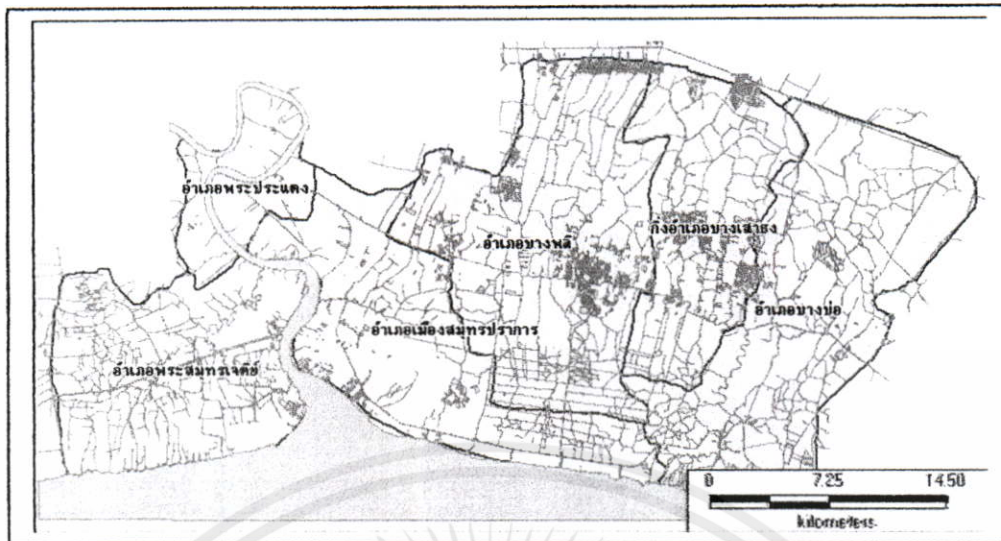 อำเภอพระประแดง
อำเภอบางพลี
กิ่งอำเภอบางเสาธง
อำเภอบางบ่อ
อำเภอเมืองสมุทรปราการ
อำเภอพระสมุทรเจดีย์
0 7.25 14.50
kilometers